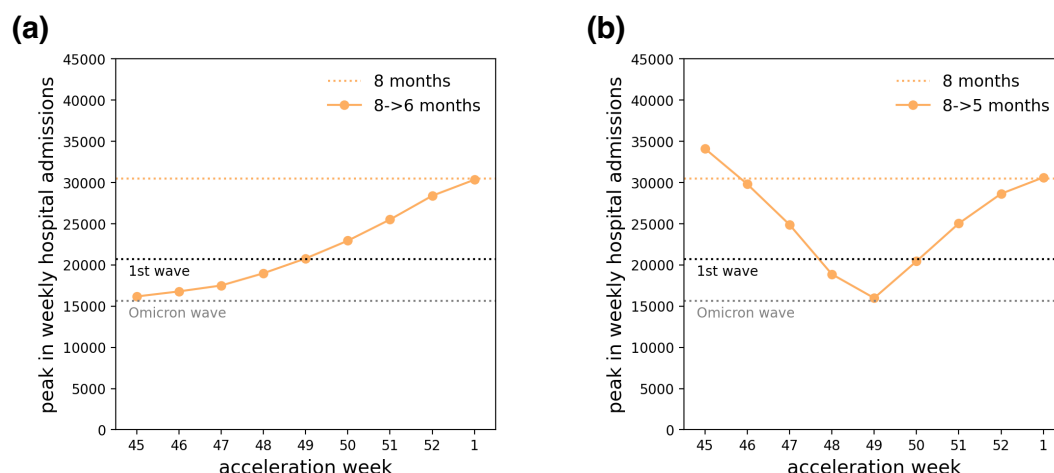 (a)
peak in weekly hospital admissions
45000
40000
35000
30000
25000
20000
15000
10000
5000
0
8 months
8->6 months
1st wave
Omicron wave
45 46 47 48 49 50 51 52 1
acceleration week
(b)
peak in weekly hospital admissions
45000
40000
35000
30000
25000
20000
15000
10000
5000
0
8 months
8->5 months
1st wave
Omicron wave
45 46 47 48 49 50 51 52 1
acceleration week